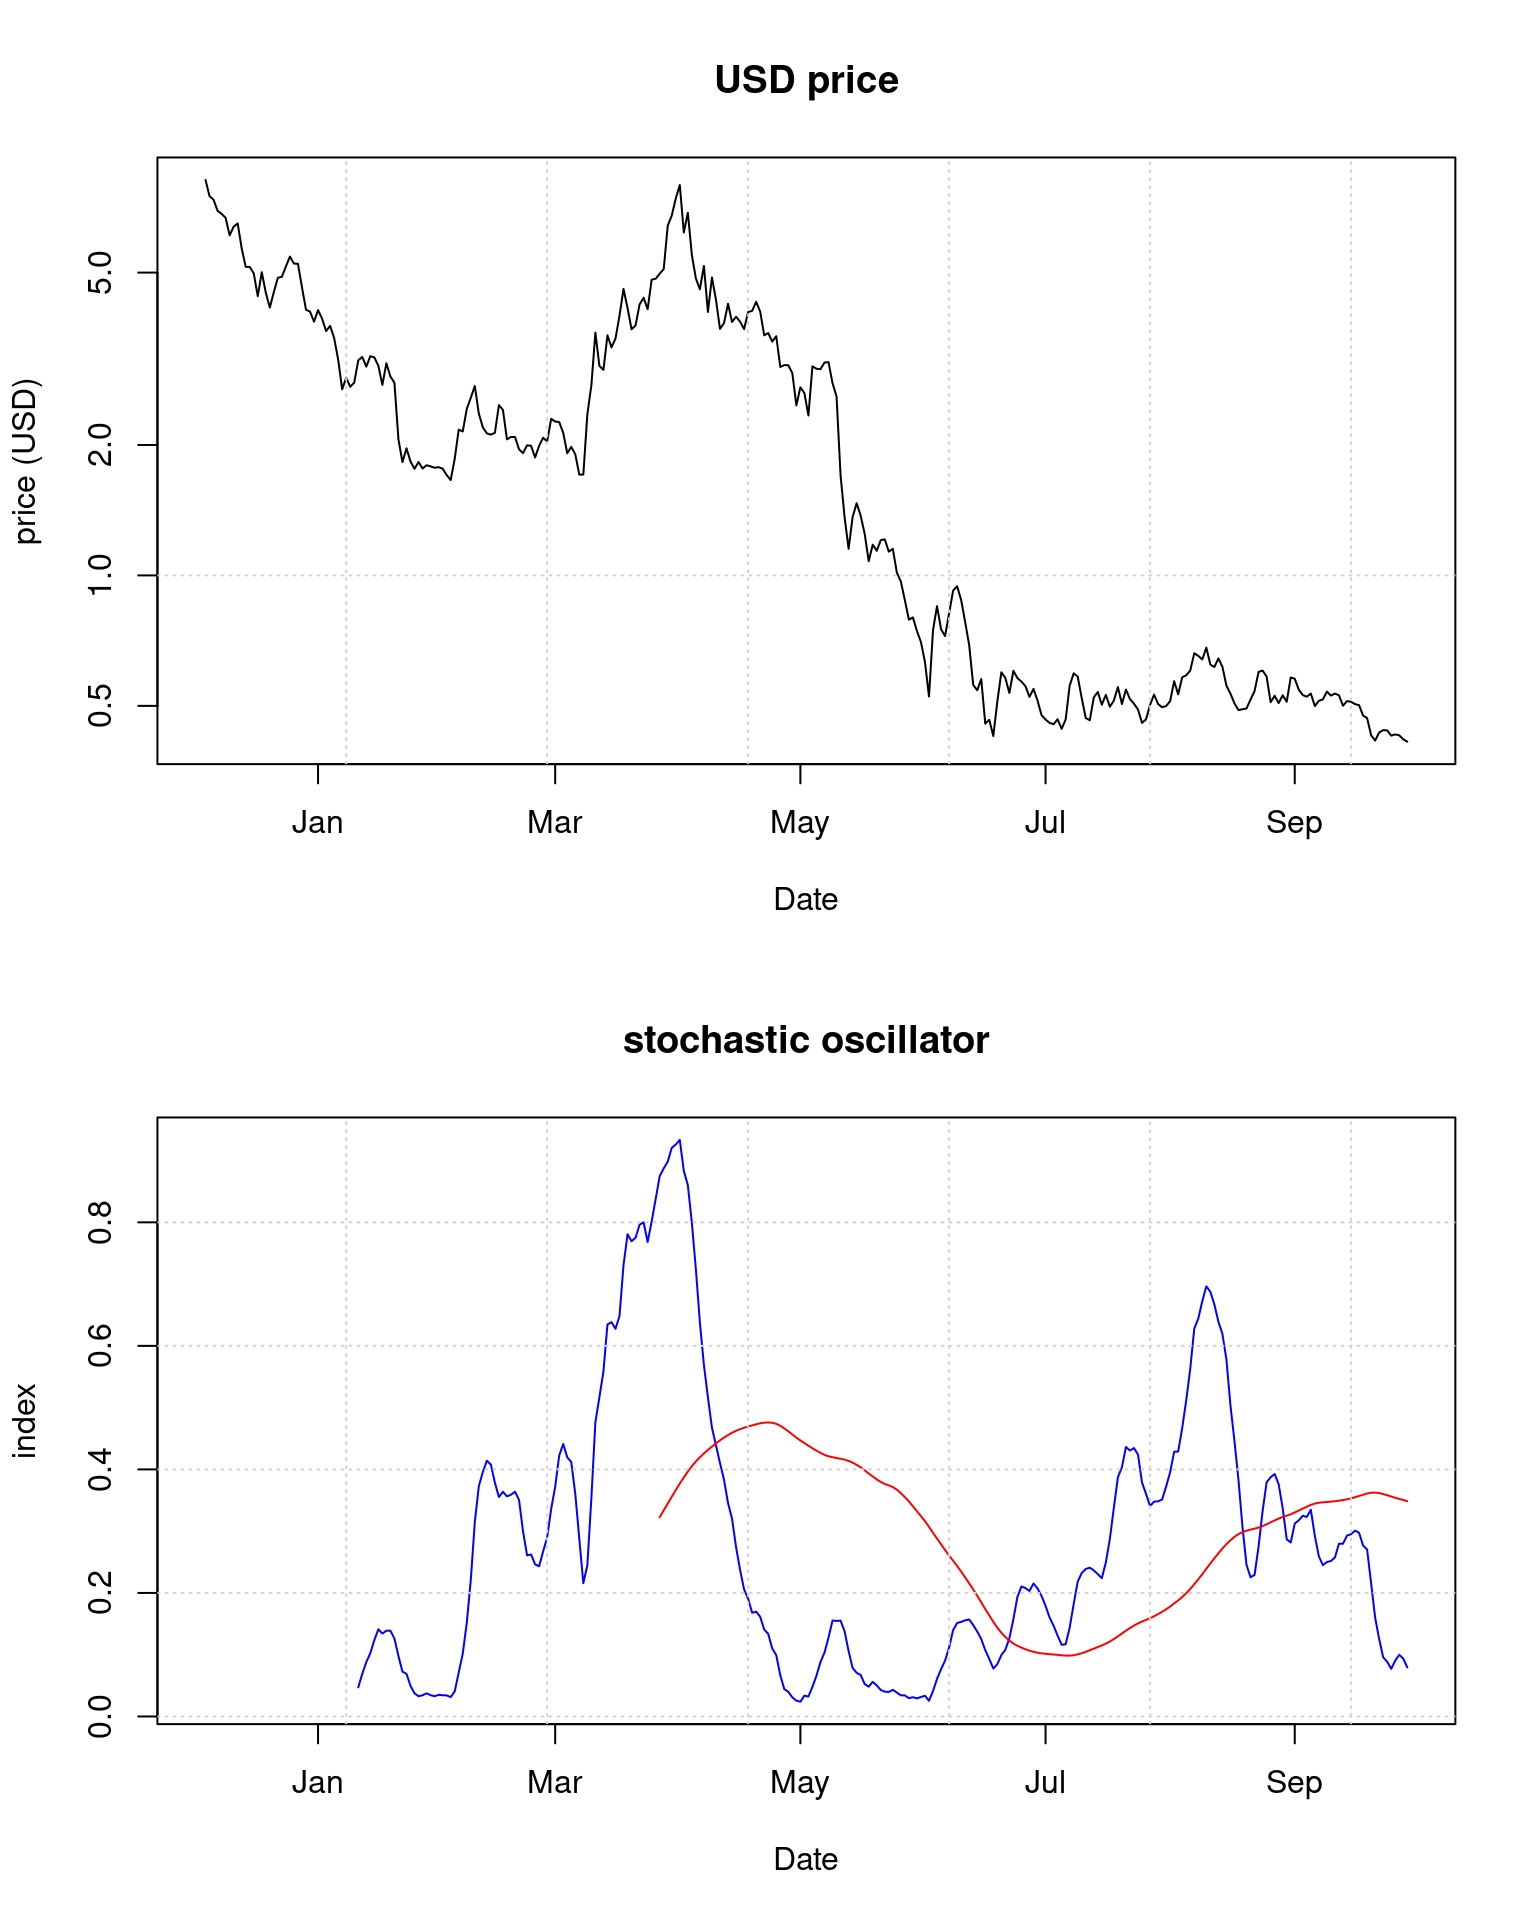 USD price
price (USD)
5.0
2.0
1.0
0.5
Jan Mar May Jul Sep
Date
stochastic oscillator
index
0.8
0.6
0.4
0.2
0.0
Jan Mar May Jul Sep
Date